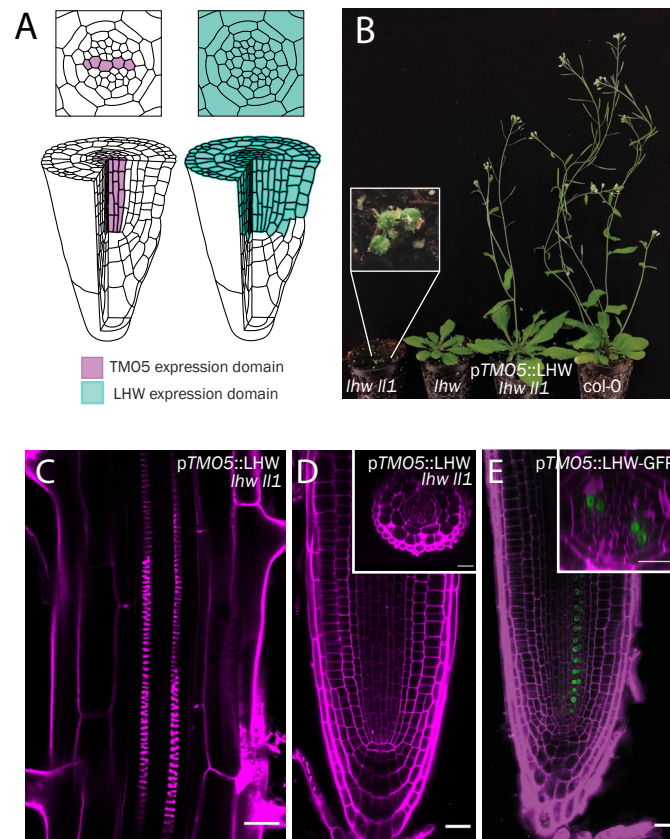 A
B
TMO5 expression domain
LHW expression domain
lhw ll1
lhw
pTMO5::LHW
lhw ll1
col-0
C
pTMO5::LHW
lhw ll1
D
pTMO5::LHW
lhw ll1
E
pTMO5::LHW-GFP